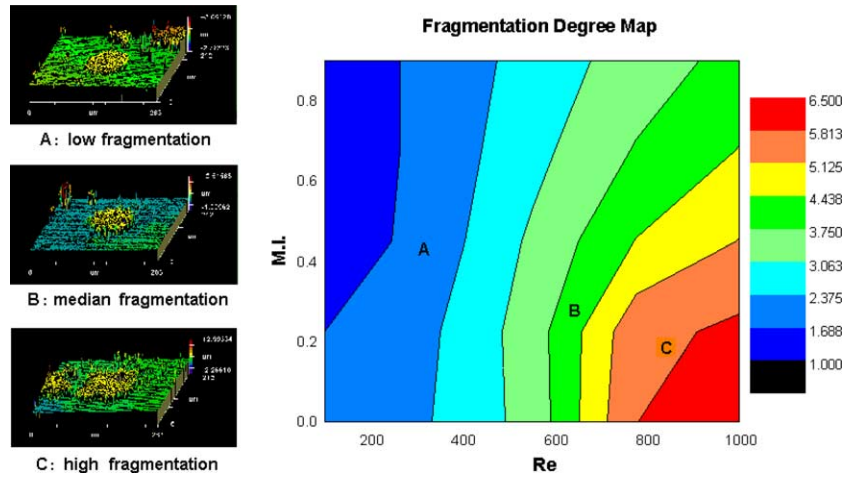 A: low fragmentation
B: median fragmentation
C: high fragmentation
Fragmentation Degree Map
M.I.
0.8
0.6
0.4
0.2
0.0
A
B
C
200
400
600
800
1000
Re
6.500
5.813
5.125
4.438
3.750
3.063
2.375
1.688
1.000